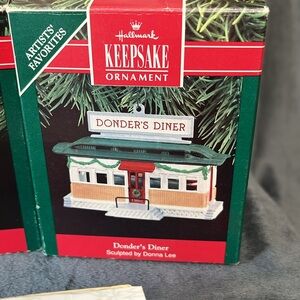 ARTISTS'
FAVORITES
Hallmark
KEEPSAKE
ORNAMENT
DONDER'S DINER
Donder's Diner
Sculpted by Donna Lee